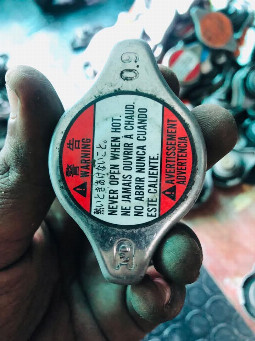 0.9
警告
WARNING
熱いときあけないこと。
NEVER OPEN WHEN HOT.
NE JAMAIS OUVRIR À CHAUD.
NO ABRIR NUNCA CUANDO
ESTE CALIENTE.
AVERTISSEMENT
ADVERTENCIA